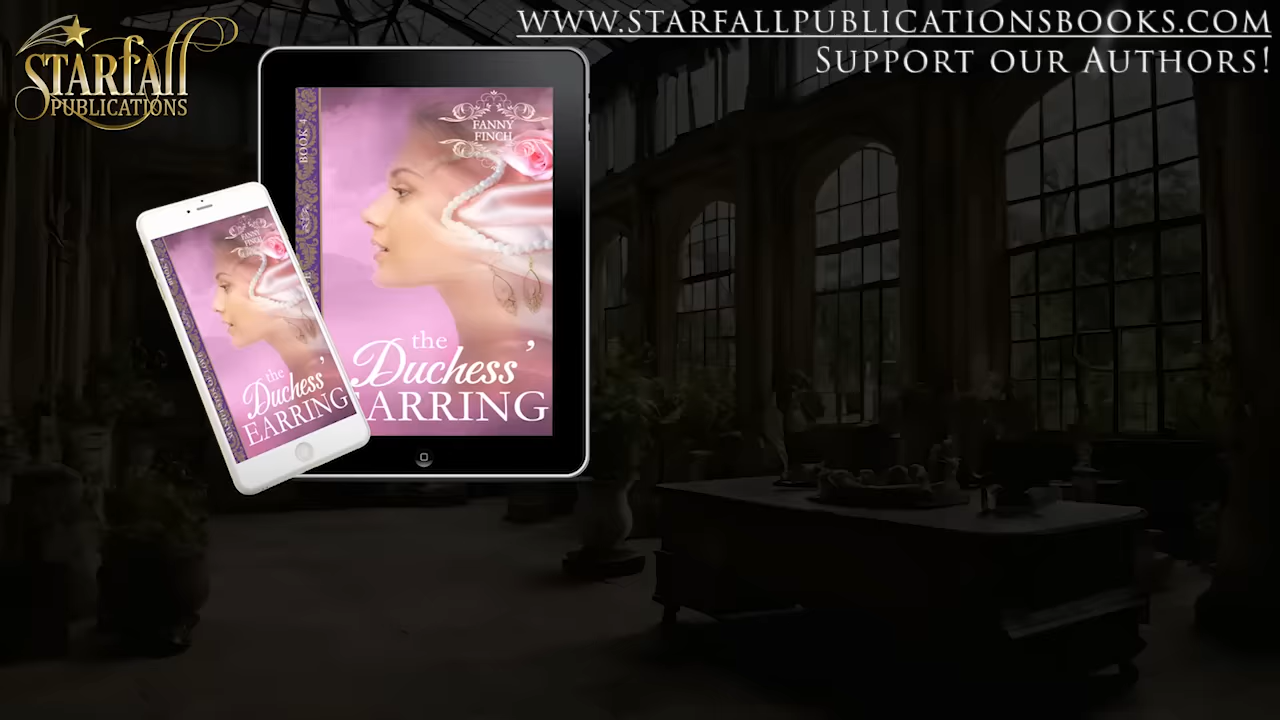 STARfall
PUBLICATIONS
WWW.STARFALLPUBLICATIONSBOOKS.COM
SUPPORT OUR AUTHORS!
BOOK 4
FANNY
FINCH
the
Duchess'
EARRING
FANNY
FINCH
the
Duchess'
EARRING